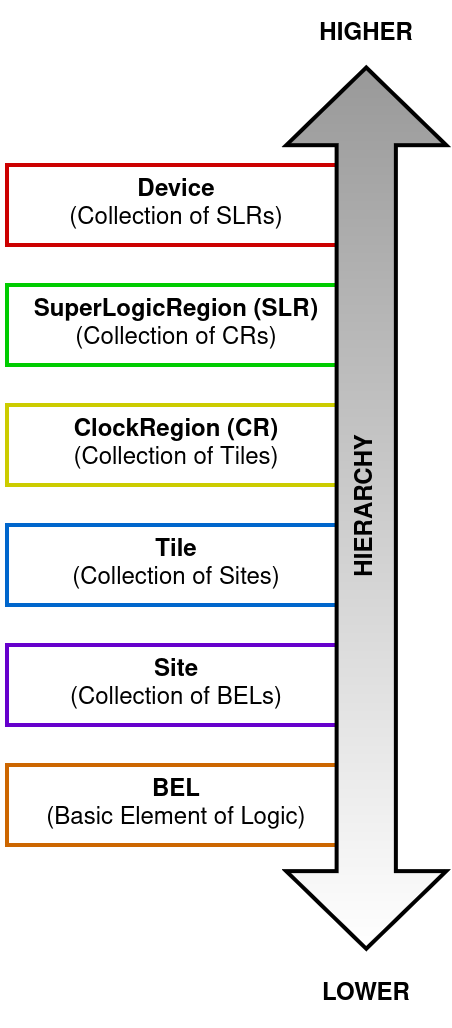 HIGHER
Device
(Collection of SLRs)
SuperLogicRegion (SLR)
(Collection of CRs)
ClockRegion (CR)
(Collection of Tiles)
HIERARCHY
Tile
(Collection of Sites)
Site
(Collection of BELs)
BEL
(Basic Element of Logic)
LOWER